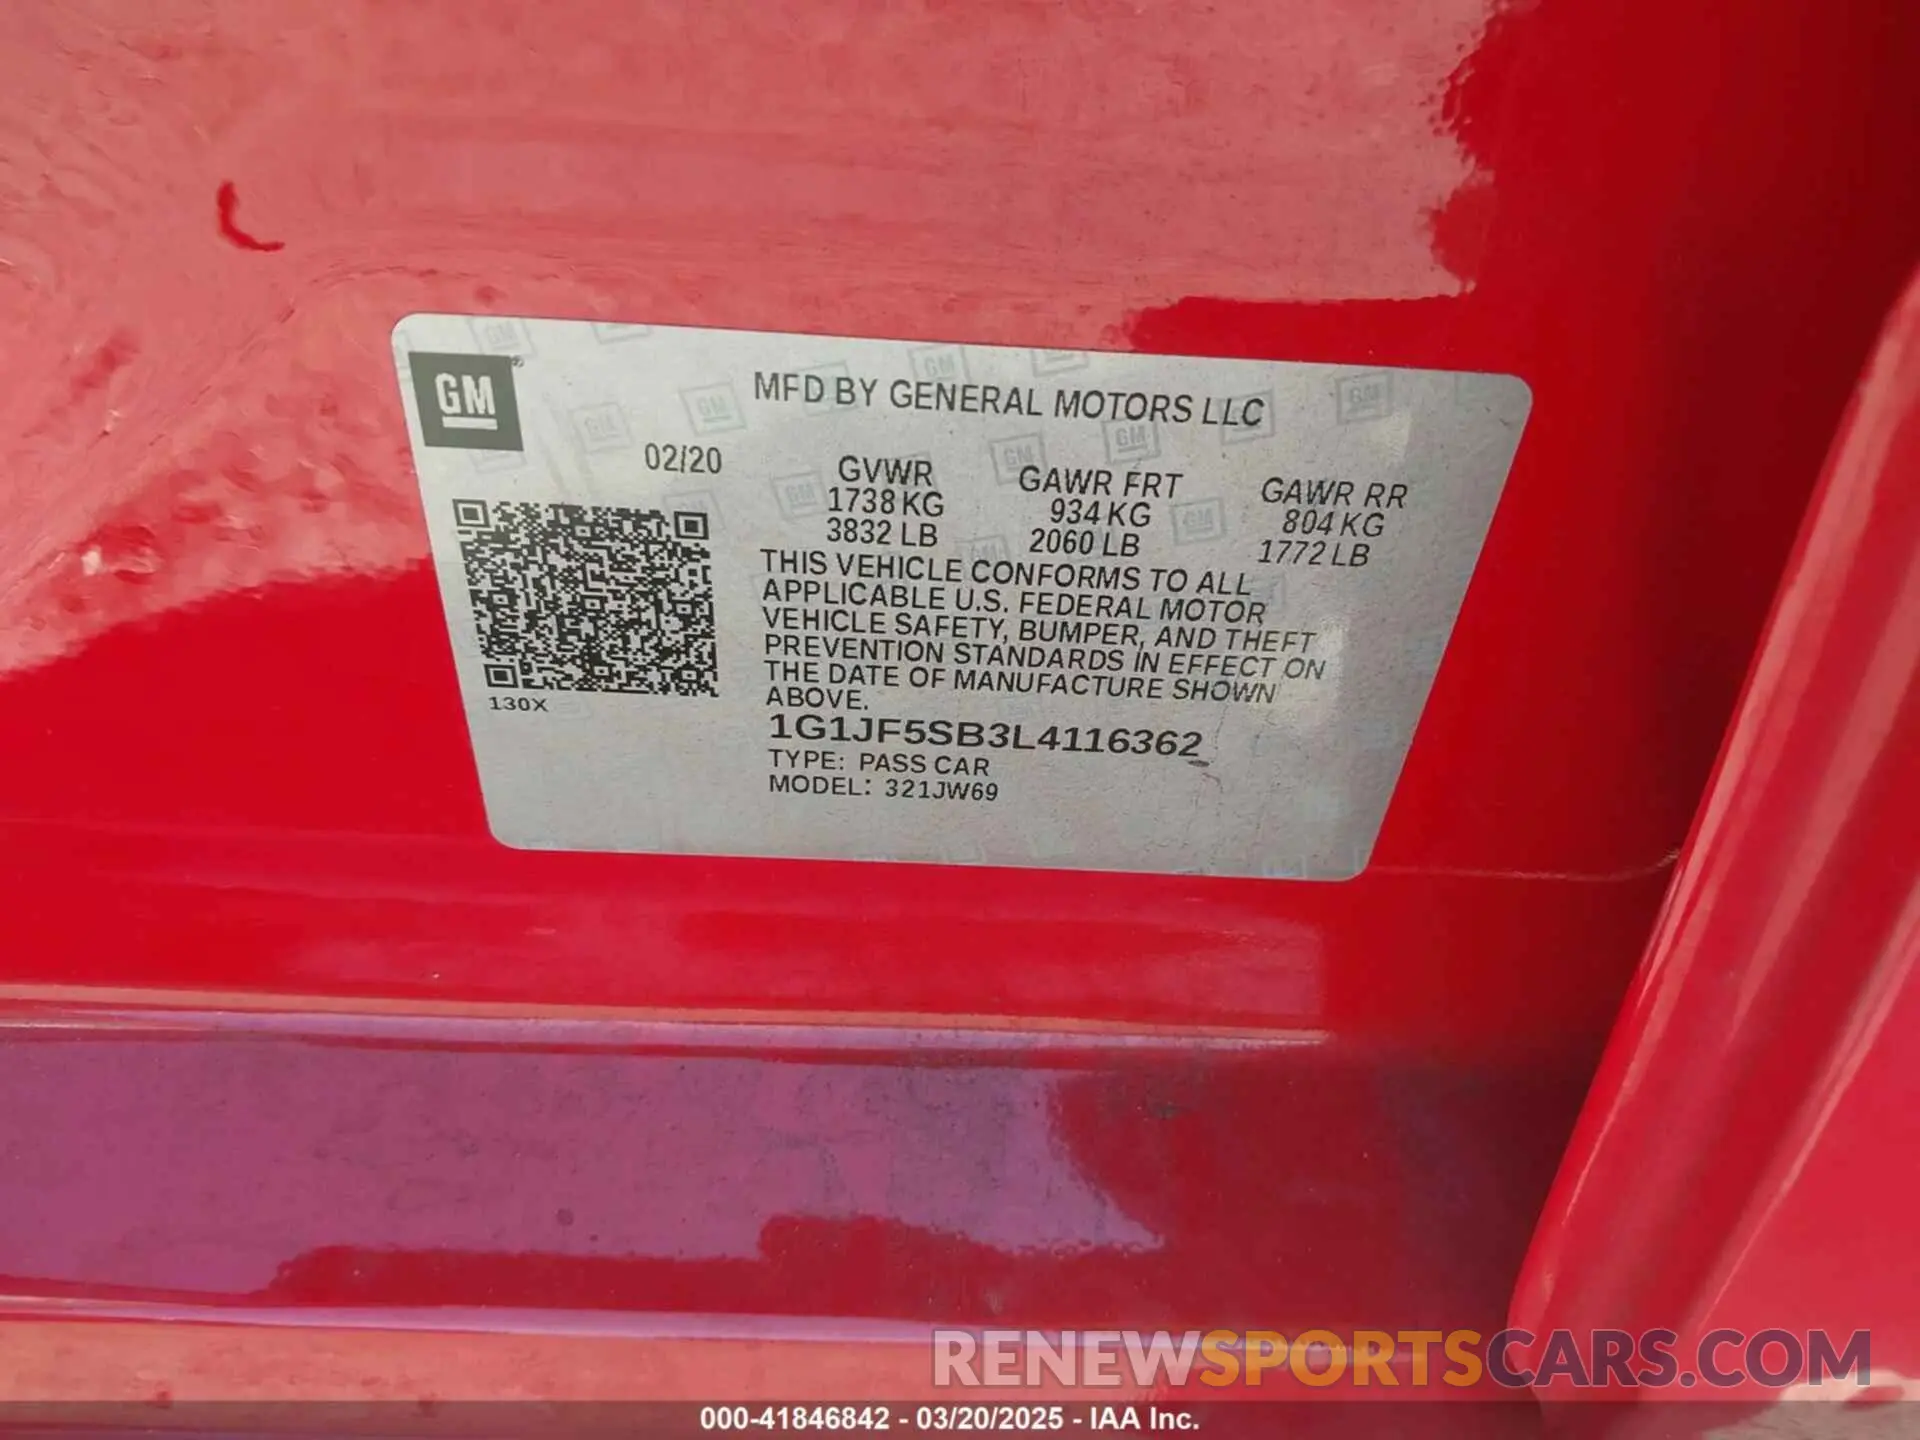 GM
MFD BY GENERAL MOTORS LLC
02/20
GVWR GAWR FRT GAWR RR
1738 KG 934 KG 804 KG
3832 LB 2060 LB 1772 LB
THIS VEHICLE CONFORMS TO ALL
APPLICABLE U.S. FEDERAL MOTOR
VEHICLE SAFETY, BUMPER, AND THEFT
PREVENTION STANDARDS IN EFFECT ON
THE DATE OF MANUFACTURE SHOWN
ABOVE.
130X
1G1JF5SB3L4116362
TYPE: PASS CAR
MODEL: 321JW69
RENEWSPORTSCARS.COM
000-41846842 - 03/20/2025 - IAA Inc.